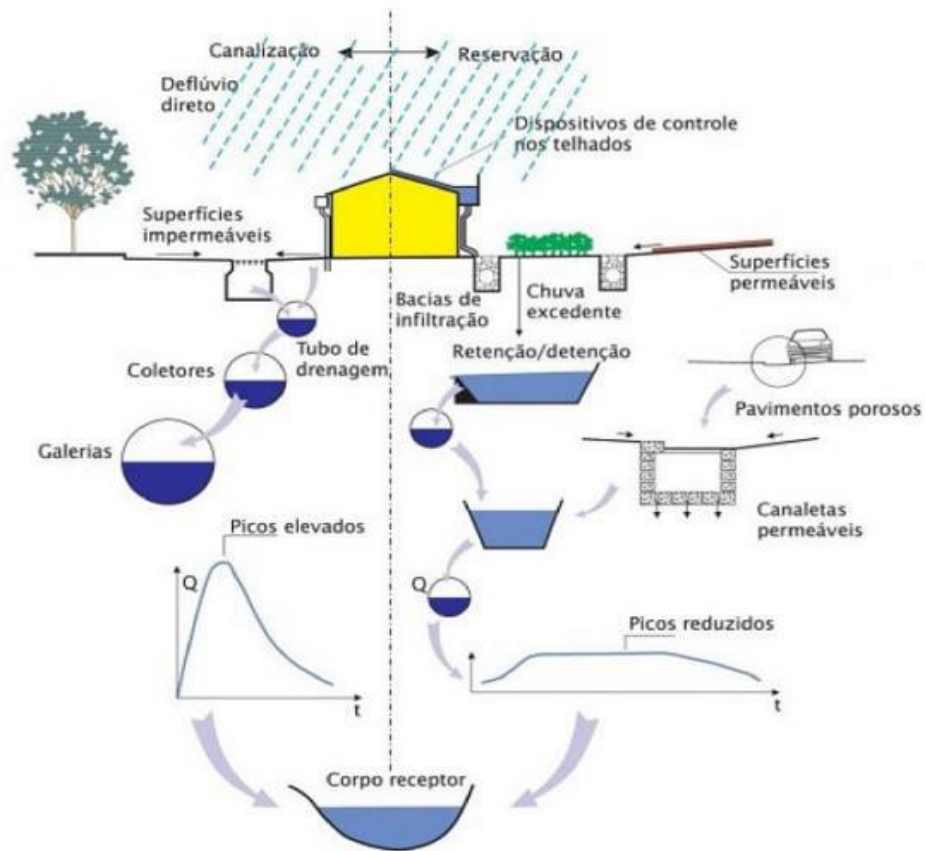 Canalização
Reservação
Deflúvio
direto
Dispositivos de controle
nos telhados
Superfícies
impermeáveis
Superfícies
permeáveis
Bacias de
infiltração
Chuva
excedente
Tubo de
drenagem
Retenção/detenção
Coletores
Pavimentos porosos
Galerias
Canaletas
permeáveis
Picos elevados
Q
t
Q
Picos reduzidos
t
Corpo receptor